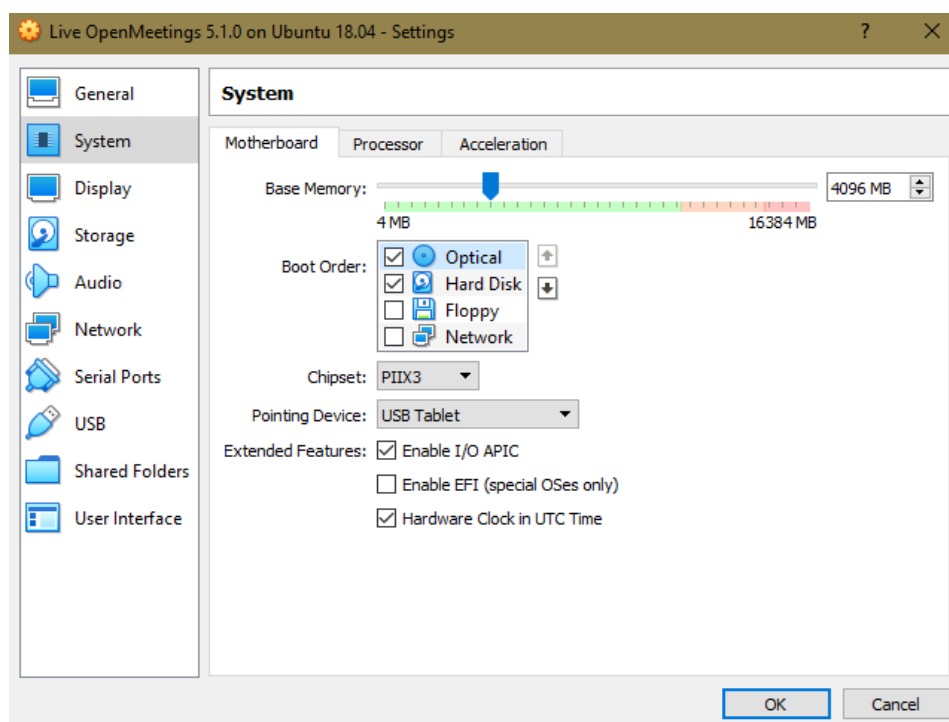 Live OpenMeetings 5.1.0 on Ubuntu 18.04 - Settings ?
General
System
Display
Storage
Audio
Network
Serial Ports
USB
Shared Folders
User Interface
System
Motherboard Processor Acceleration
Base Memory: 4096 MB
4 MB 16384 MB
Boot Order: Optical
Hard Disk
Floppy
Network
Chipset: PIIX3
Pointing Device: USB Tablet
Extended Features: Enable I/O APIC
Enable EFI (special OSes only)
Hardware Clock in UTC Time
OK Cancel